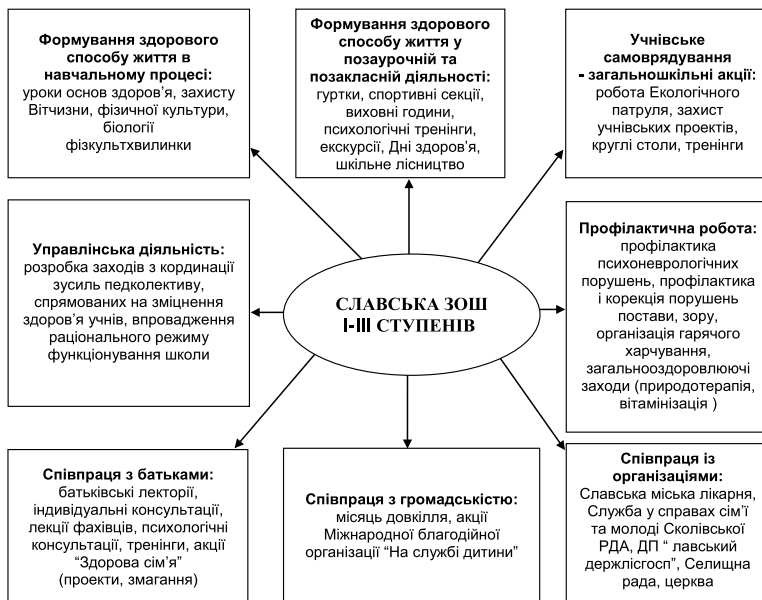 Формування здорового
способу життя в
навчальному процесі:
уроки основ здоров’я, захисту
Вітчизни, фізичної культури,
біології
фізкультхвилинки
Формування здорового
способу життя у
позаурочній та
позакласній діяльності:
гуртки, спортивні секції,
виховні години,
психологічні тренінги,
екскурсії, Дні здоров’я,
шкільне лісництво
Учнівське
самоврядування
- загальношкільні акції:
робота Екологічного
патруля, захист
учнівських проектів,
круглі столи, тренінги
Управлінська діяльність:
розробка заходів з кординації
зусиль педколективу,
спрямованих на зміцнення
здоров’я учнів, впровадження
раціонального режиму
функціонування школи
СЛАВСЬКА ЗОШ
І-ІІІ СТУПЕНІВ
Профілактична робота:
профілактика
психоневрологічних
порушень, профілактика
і корекція порушень
постави, зору,
організація гарячого
харчування,
загальнооздоровлюючі
заходи (природотерапія,
вітамінізація )
Співпраця з батьками:
батьківські лекторії,
індивідуальні консультації,
лекції фахівців, психологічні
консультації, тренінги, акції
“Здорова сім’я”
(проекти, змагання)
Співпраця з громадськістю:
місяць довкілля, акції
Міжнародної благодійної
організації “На службі дитини”
Співпраця із
організаціями:
Славська міська лікарня,
Служба у справах сім’ї
та молоді Сколівської
РДА, ДП “ лавський
держлісгосп”, Селищна
рада, церква